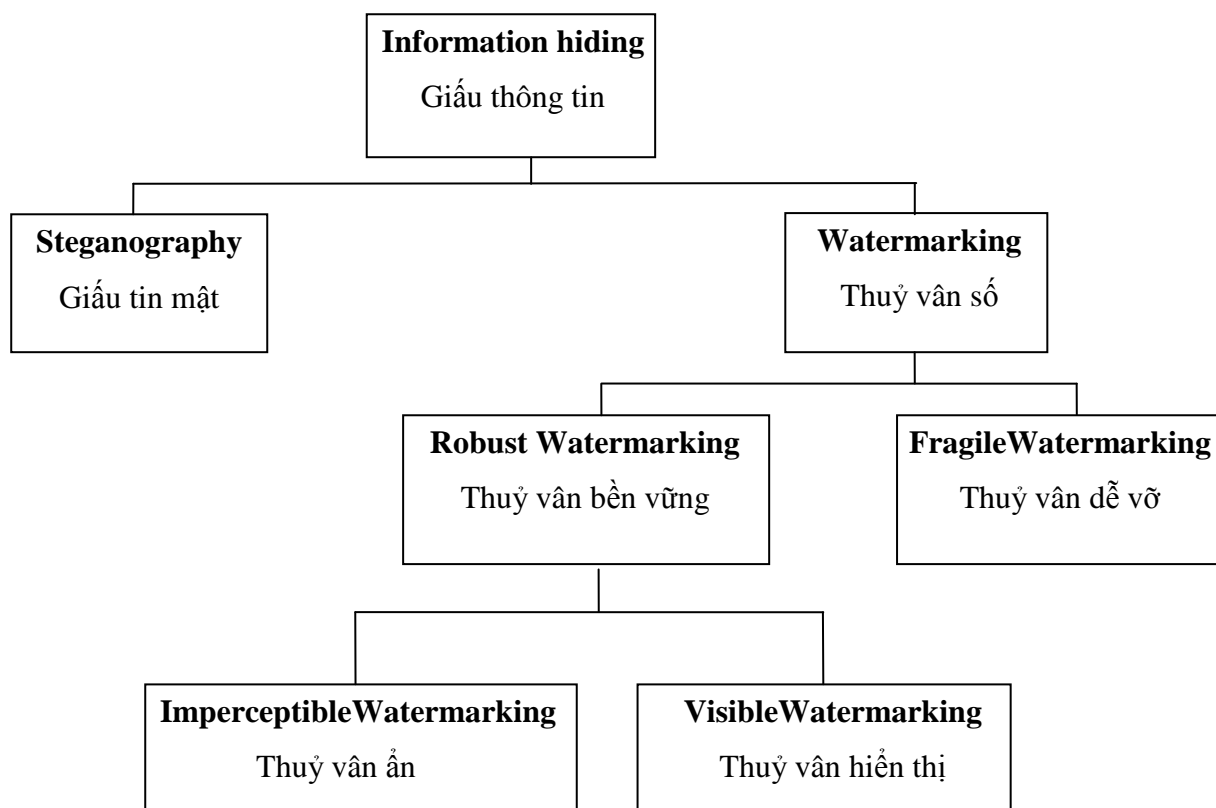 Information hiding
Giấu thông tin
Steganography
Giấu tin mật
Watermarking
Thuỷ vân số
Robust Watermarking
Thuỷ vân bền vững
FragileWatermarking
Thuỷ vân dễ vỡ
ImperceptibleWatermarking
Thuỷ vân ẩn
VisibleWatermarking
Thuỷ vân hiển thị